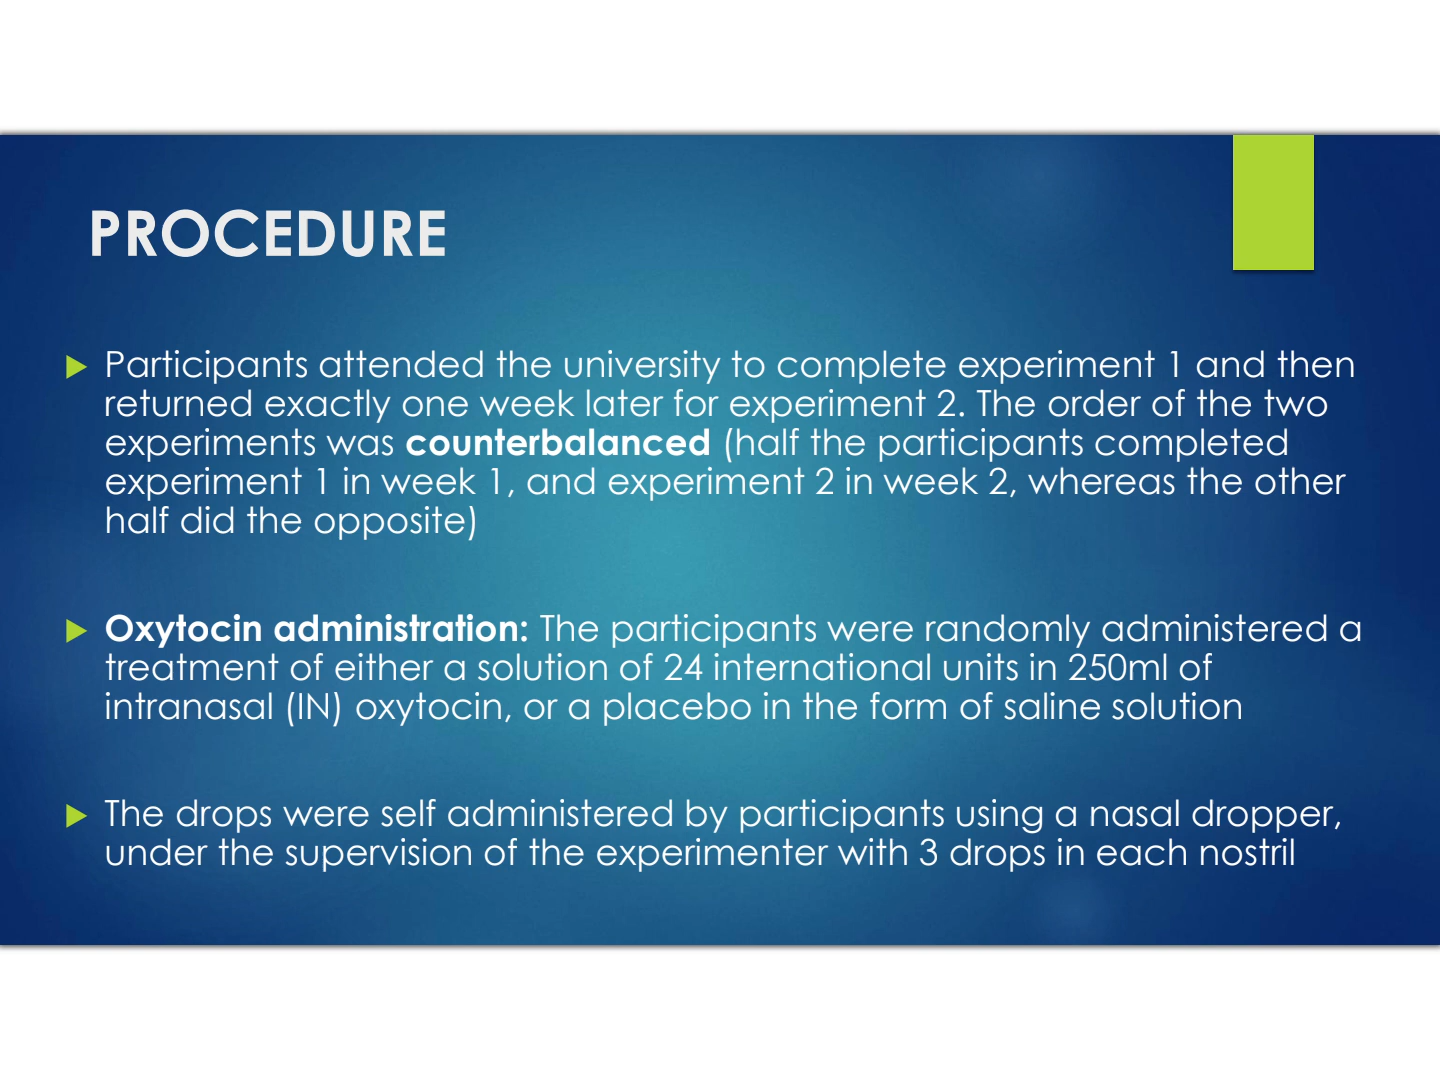 PROCEDURE
Participants attended the university to complete experiment 1 and then
returned exactly one week later for experiment 2. The order of the two
experiments was counterbalanced (half the participants completed
experiment 1 in week 1, and experiment 2 in week 2, whereas the other
half did the opposite)
Oxytocin administration: The participants were randomly administered a
treatment of either a solution of 24 international units in 250ml of
intranasal (IN) oxytocin, or a placebo in the form of saline solution
The drops were self administered by participants using a nasal dropper,
under the supervision of the experimenter with 3 drops in each nostril